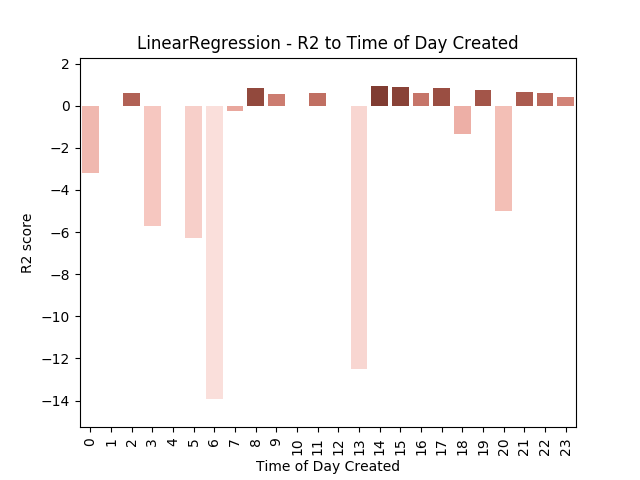 LinearRegression - R2 to Time of Day Created
2
0
−2
−4
−6
−8
−10
−12
−14
R2 score
0 1 2 3 4 5 6 7 8 9 10 11 12 13 14 15 16 17 18 19 20 21 22 23
Time of Day Created